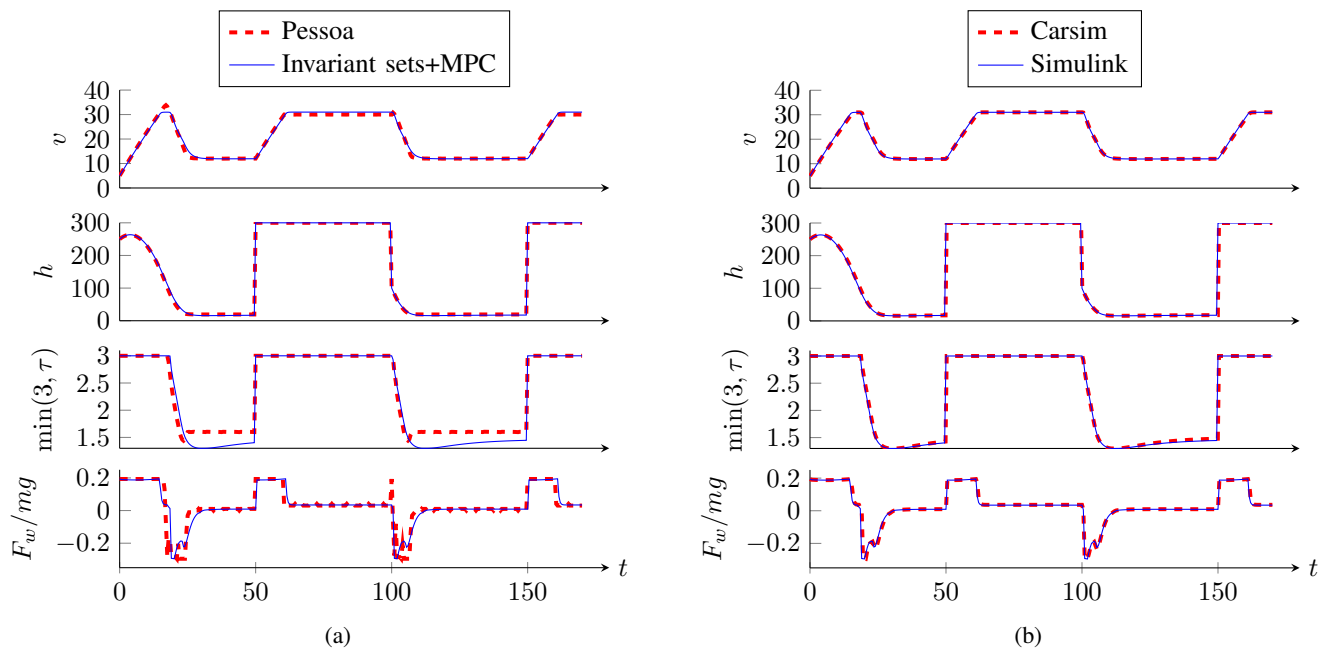 Pessoa
Invariant sets+MPC
40
30
20
10
0
v
300
200
100
0
h
3
2.5
2
1.5
min(3, τ)
0.2
0
−0.2
F_w/mg
0
50
100
150
t
(a)
Carsim
Simulink
40
30
20
10
0
v
300
200
100
0
h
3
2.5
2
1.5
min(3, τ)
0.2
0
−0.2
F_w/mg
0
50
100
150
t
(b)